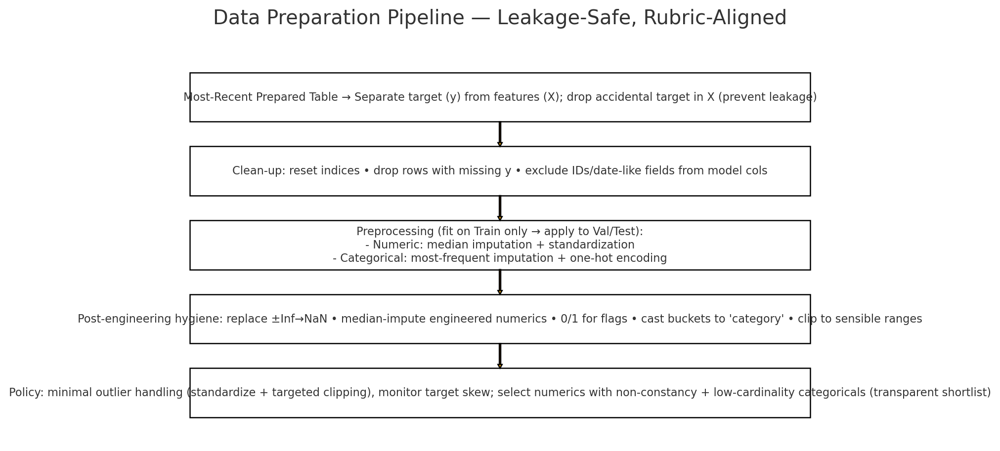 Data Preparation Pipeline — Leakage-Safe, Rubric-Aligned
Most-Recent Prepared Table → Separate target (y) from features (X); drop accidental target in X (prevent leakage)
Clean-up: reset indices • drop rows with missing y • exclude IDs/date-like fields from model cols
Preprocessing (fit on Train only → apply to Val/Test):
- Numeric: median imputation + standardization
- Categorical: most-frequent imputation + one-hot encoding
Post-engineering hygiene: replace ±Inf→NaN • median-impute engineered numerics • 0/1 for flags • cast buckets to 'category' • clip to sensible ranges
Policy: minimal outlier handling (standardize + targeted clipping), monitor target skew; select numerics with non-constancy + low-cardinality categoricals (transparent shortlist)